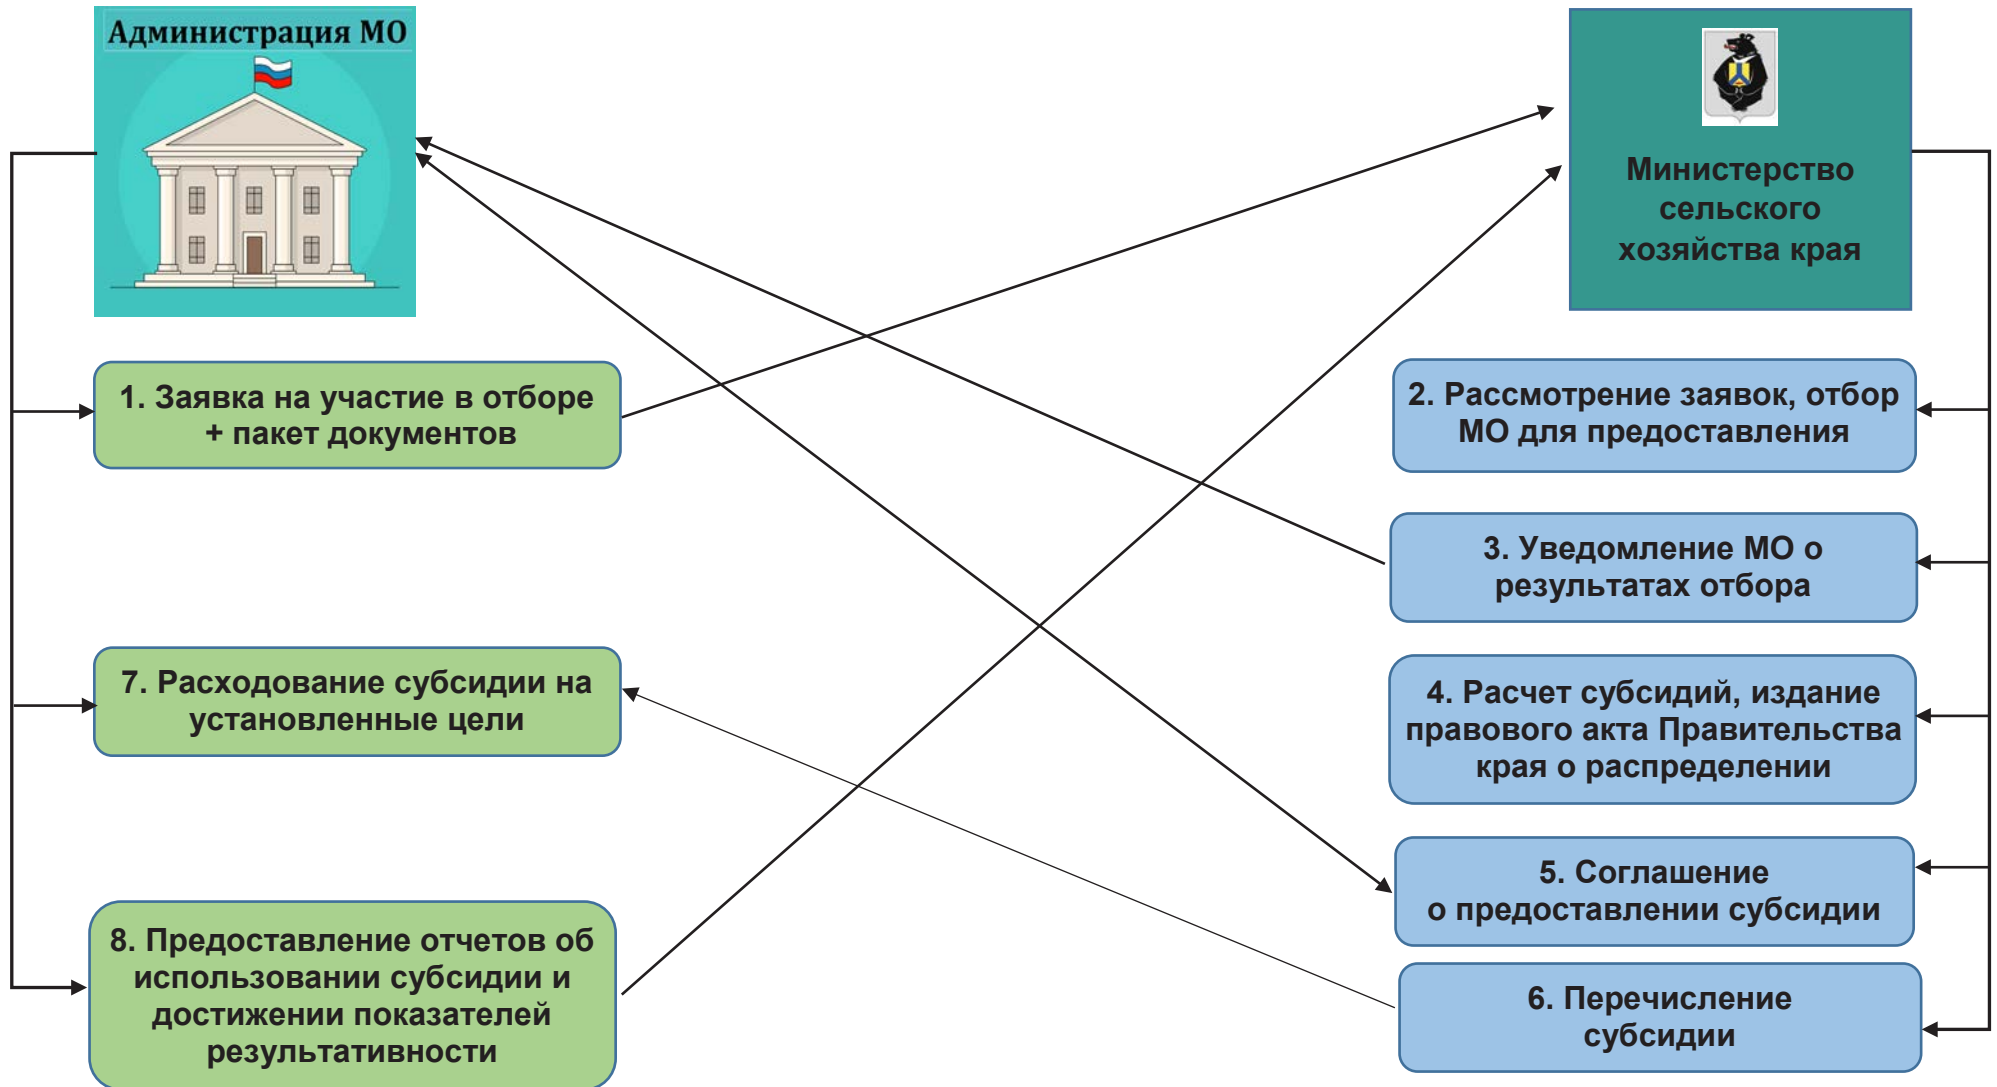 Администрация МО
Министерство
сельского
хозяйства края
1. Заявка на участие в отборе
+ пакет документов
2. Рассмотрение заявок, отбор
МО для предоставления
3. Уведомление МО о
результатах отбора
7. Расходование субсидии на
установленные цели
4. Расчет субсидий, издание
правового акта Правительства
края о распределении
5. Соглашение
о предоставлении субсидии
8. Предоставление отчетов об
использовании субсидии и
достижении показателей
результативности
6. Перечисление
субсидии